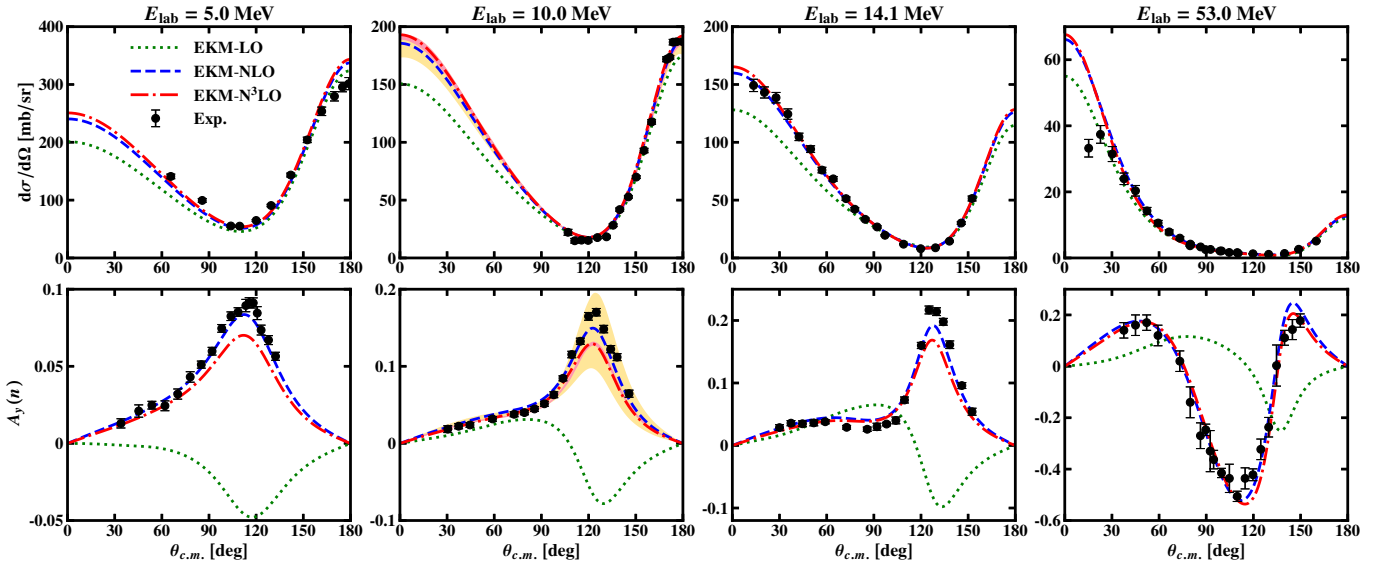 E_lab = 5.0 MeV
E_lab = 10.0 MeV
E_lab = 14.1 MeV
E_lab = 53.0 MeV
dσ/dΩ [mb/sr]
400
300
200
100
0
EKM-LO
EKM-NLO
EKM-N³LO
Exp.
0 30 60 90 120 150 180
200
150
100
50
0
0 30 60 90 120 150 180
200
150
100
50
0
0 30 60 90 120 150 180
60
40
20
0
0 30 60 90 120 150 180
A_y(n)
0.1
0.05
0
-0.05
0 30 60 90 120 150 180
θ_c.m. [deg]
0.2
0.1
0
-0.1
0 30 60 90 120 150 180
θ_c.m. [deg]
0.2
0.1
0
-0.1
0 30 60 90 120 150 180
θ_c.m. [deg]
0.2
0
-0.2
-0.4
-0.6
0 30 60 90 120 150 180
θ_c.m. [deg]